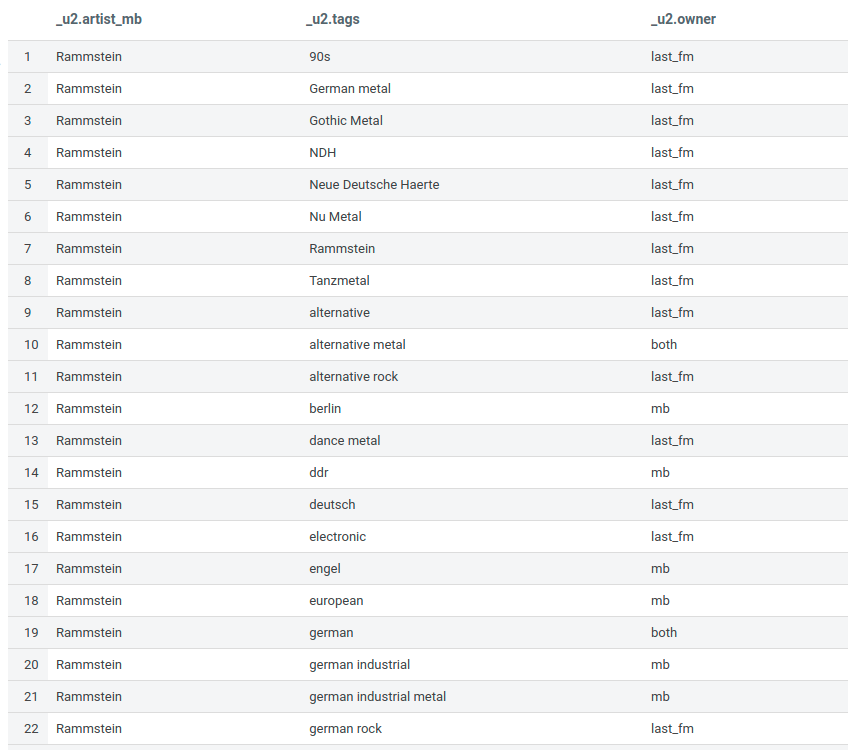 _u2.artist_mb _u2.tags _u2.owner
1 Rammstein 90s last_fm
2 Rammstein German metal last_fm
3 Rammstein Gothic Metal last_fm
4 Rammstein NDH last_fm
5 Rammstein Neue Deutsche Haerte last_fm
6 Rammstein Nu Metal last_fm
7 Rammstein Rammstein last_fm
8 Rammstein Tanzmetal last_fm
9 Rammstein alternative last_fm
10 Rammstein alternative metal both
11 Rammstein alternative rock last_fm
12 Rammstein berlin mb
13 Rammstein dance metal last_fm
14 Rammstein ddr mb
15 Rammstein deutsch last_fm
16 Rammstein electronic last_fm
17 Rammstein engel mb
18 Rammstein european mb
19 Rammstein german both
20 Rammstein german industrial mb
21 Rammstein german industrial metal mb
22 Rammstein german rock last_fm